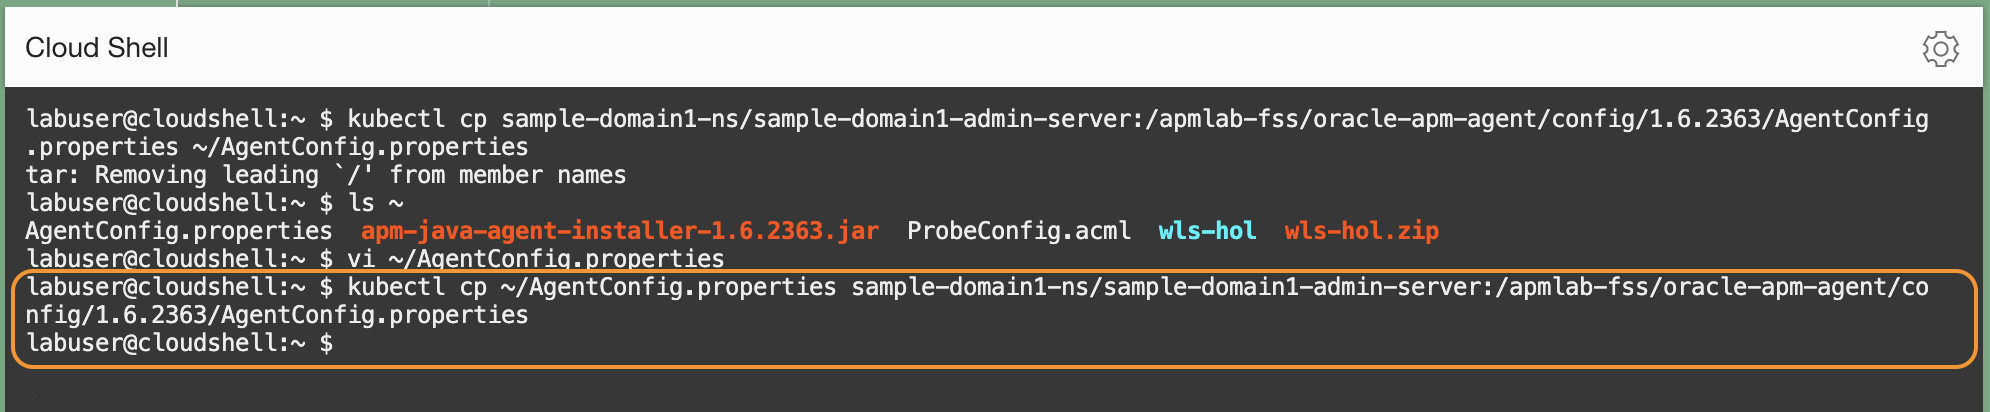 Cloud Shell
labuser@cloudshell:~ $ kubectl cp sample-domain1-ns/sample-domain1-admin-server:/apmlab-fss/oracle-apm-agent/config/1.6.2363/AgentConfig
.properties ~/AgentConfig.properties
tar: Removing leading `/' from member names
labuser@cloudshell:~ $ ls ~
AgentConfig.properties  apm-java-agent-installer-1.6.2363.jar  ProbeConfig.acml  wls-hol  wls-hol.zip
labuser@cloudshell:~ $ vi ~/AgentConfig.properties
labuser@cloudshell:~ $ kubectl cp ~/AgentConfig.properties sample-domain1-ns/sample-domain1-admin-server:/apmlab-fss/oracle-apm-agent/co
nfig/1.6.2363/AgentConfig.properties
labuser@cloudshell:~ $